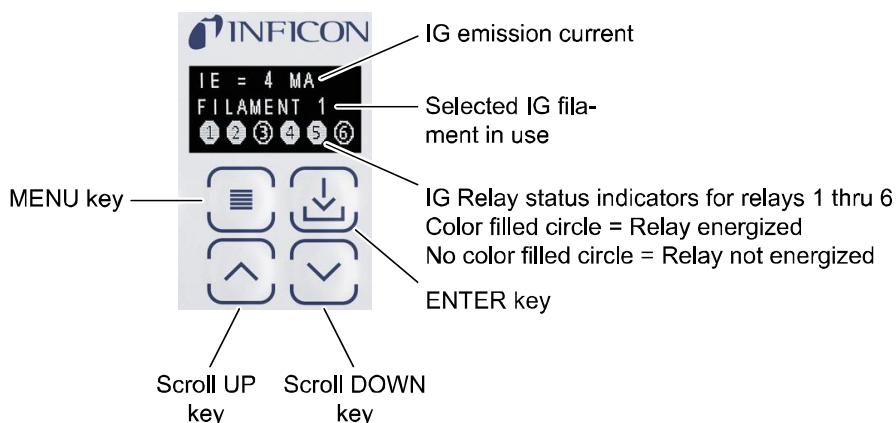 INFICON
IG emission current
IE = 4 MA
FILAMENT 1
Selected IG fila-
ment in use
1 2 3 4 5 6
MENU key
IG Relay status indicators for relays 1 thru 6
Color filled circle = Relay energized
No color filled circle = Relay not energized
ENTER key
Scroll UP
key
Scroll DOWN
key